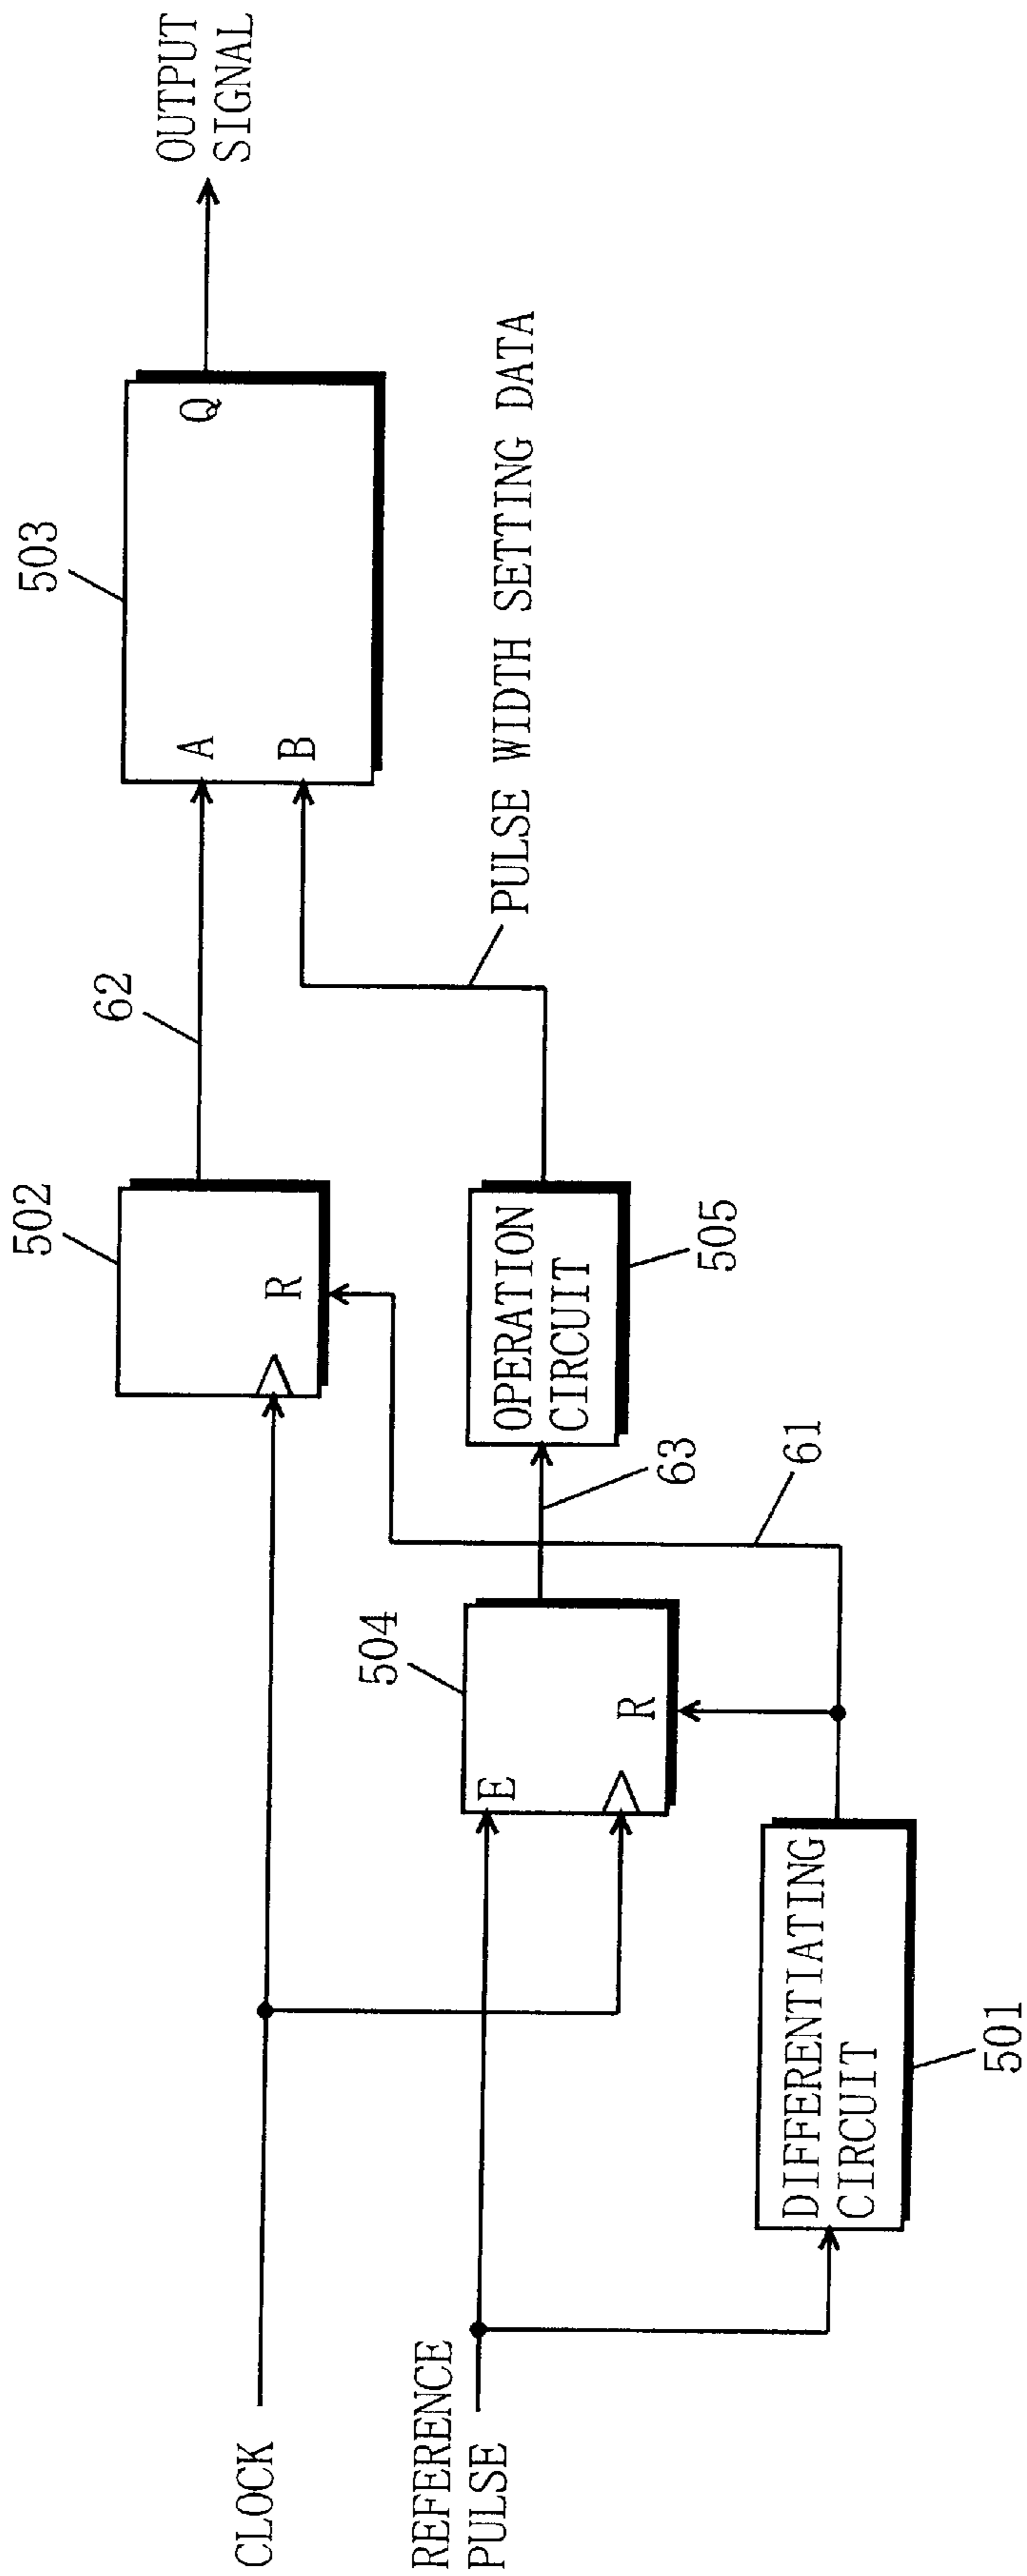 CLOCK
REFERENCE
PULSE
DIFFERENTIATING
CIRCUIT
501
E
R
504
61
63
OPERATION
CIRCUIT
505
R
502
62
PULSE WIDTH SETTING DATA
A
B
Q
503
OUTPUT
SIGNAL